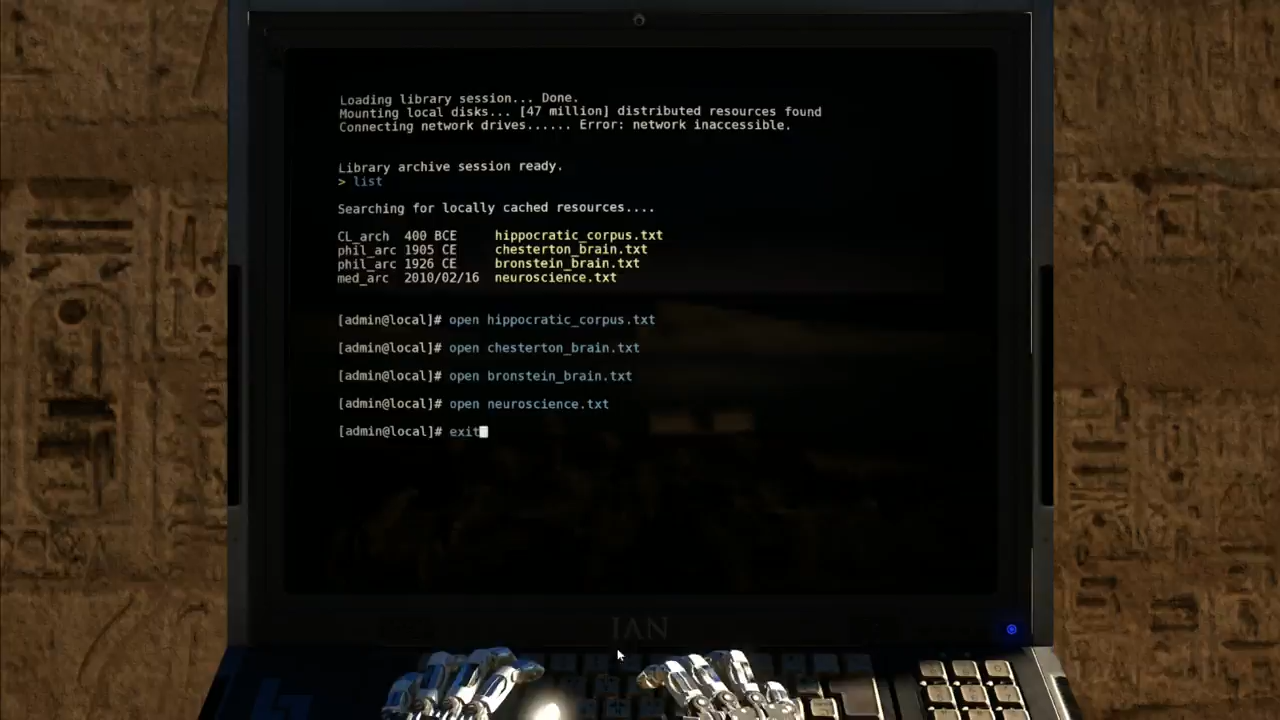 Loading library session... Done.
Mounting local disks... [47 million] distributed resources found
Connecting network drives...... Error: network inaccessible.
Library archive session ready.
> list
Searching for locally cached resources....
CL_arch 400 BCE hippocratic_corpus.txt
phil_arc 1905 CE chesterton_brain.txt
phil_arc 1926 CE bronstein_brain.txt
med_arc 2010/02/16 neuroscience.txt
[admin@local]# open hippocratic_corpus.txt
[admin@local]# open chesterton_brain.txt
[admin@local]# open bronstein_brain.txt
[admin@local]# open neuroscience.txt
[admin@local]# exit
IAN